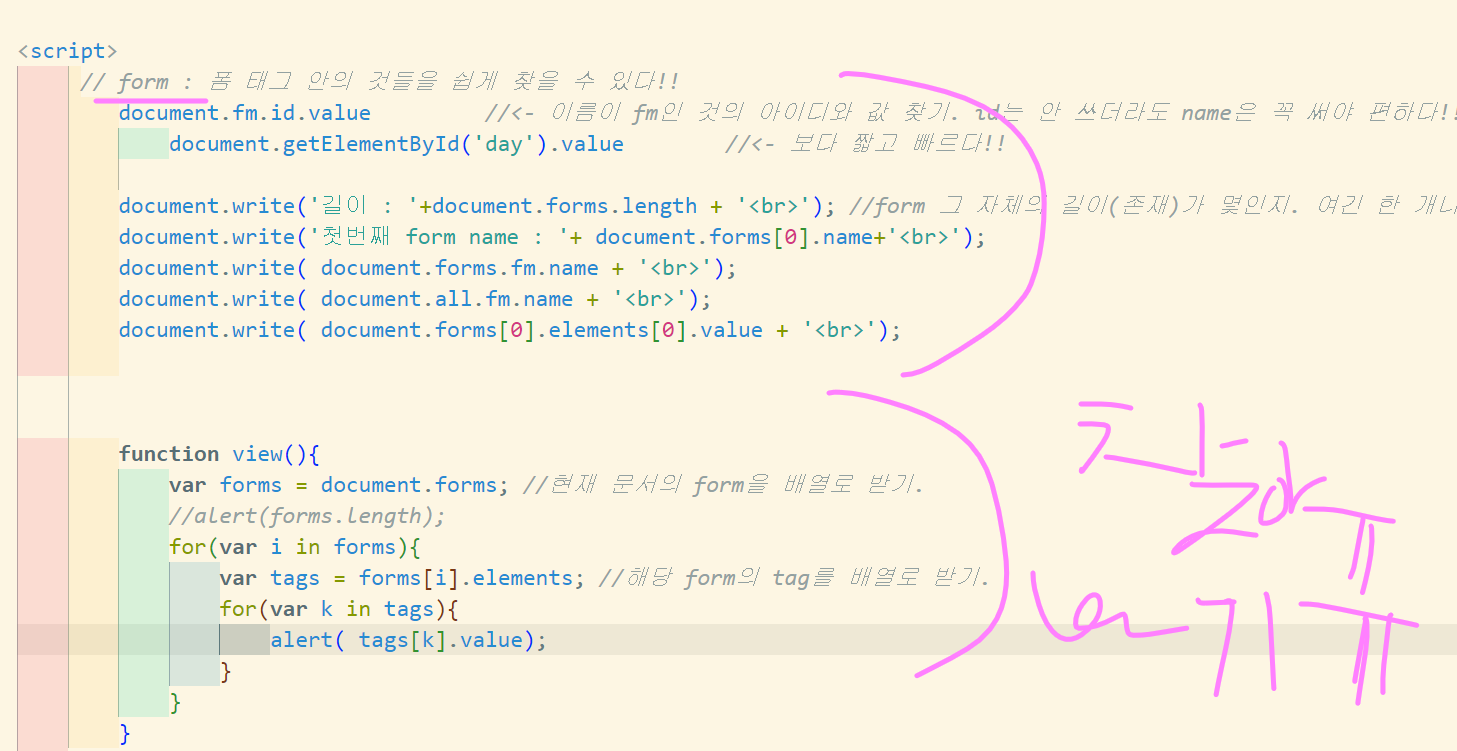 <script>
// form : 폼 태그 안의 것들을 쉽게 찾을 수 있다!!
document.fm.id.value //<- 이름이 fm인 것의 아이디와 값 찾기. id는 안 쓰더라도 name은 꼭 써야 편하다!!
document.getElementById('day').value //<- 보다 짧고 빠르다!!
document.write('길이 : '+document.forms.length + '<br>'); //form 그 자체의 길이(존재)가 몇인지. 여긴 한 개니
document.write('첫번째 form name : '+ document.forms[0].name+'<br>');
document.write( document.forms.fm.name + '<br>');
document.write( document.all.fm.name + '<br>');
document.write( document.forms[0].elements[0].value + '<br>');
function view(){
var forms = document.forms; //현재 문서의 form을 배열로 받기.
//alert(forms.length);
for(var i in forms){
var tags = forms[i].elements; //해당 form의 tag를 배열로 받기.
for(var k in tags){
alert( tags[k].value);
}
}
}